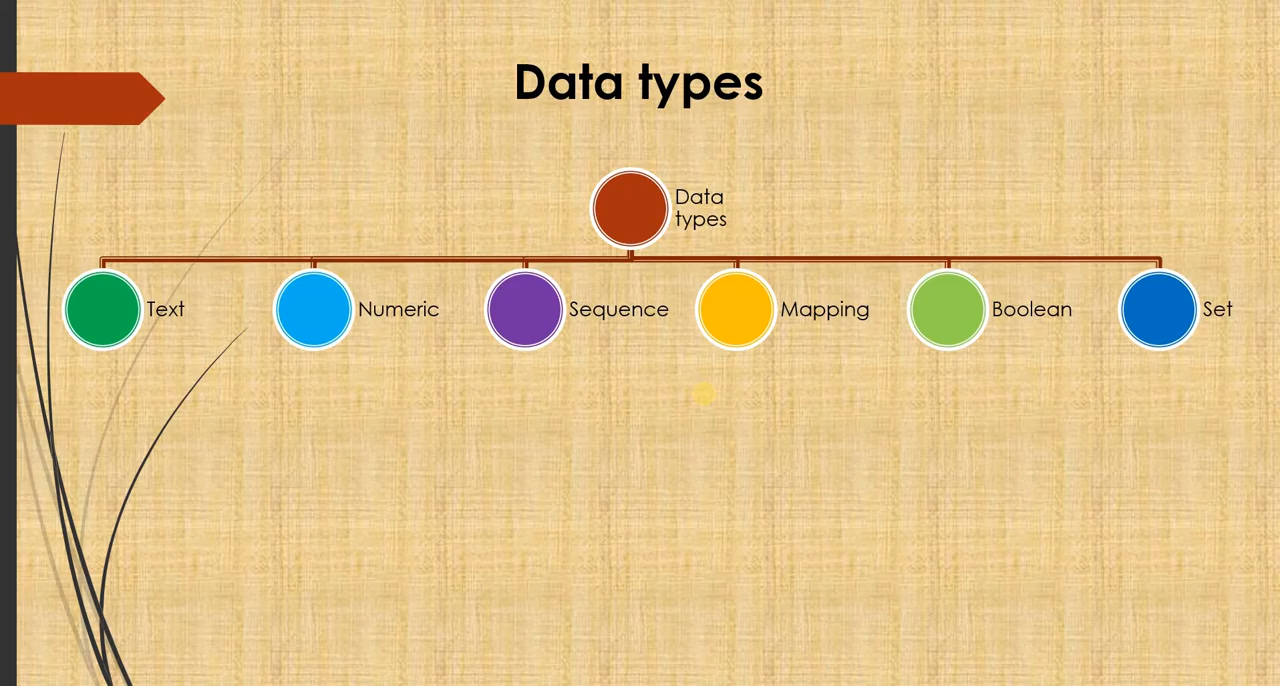 Data types
Data
types
Text
Numeric
Sequence
Mapping
Boolean
Set